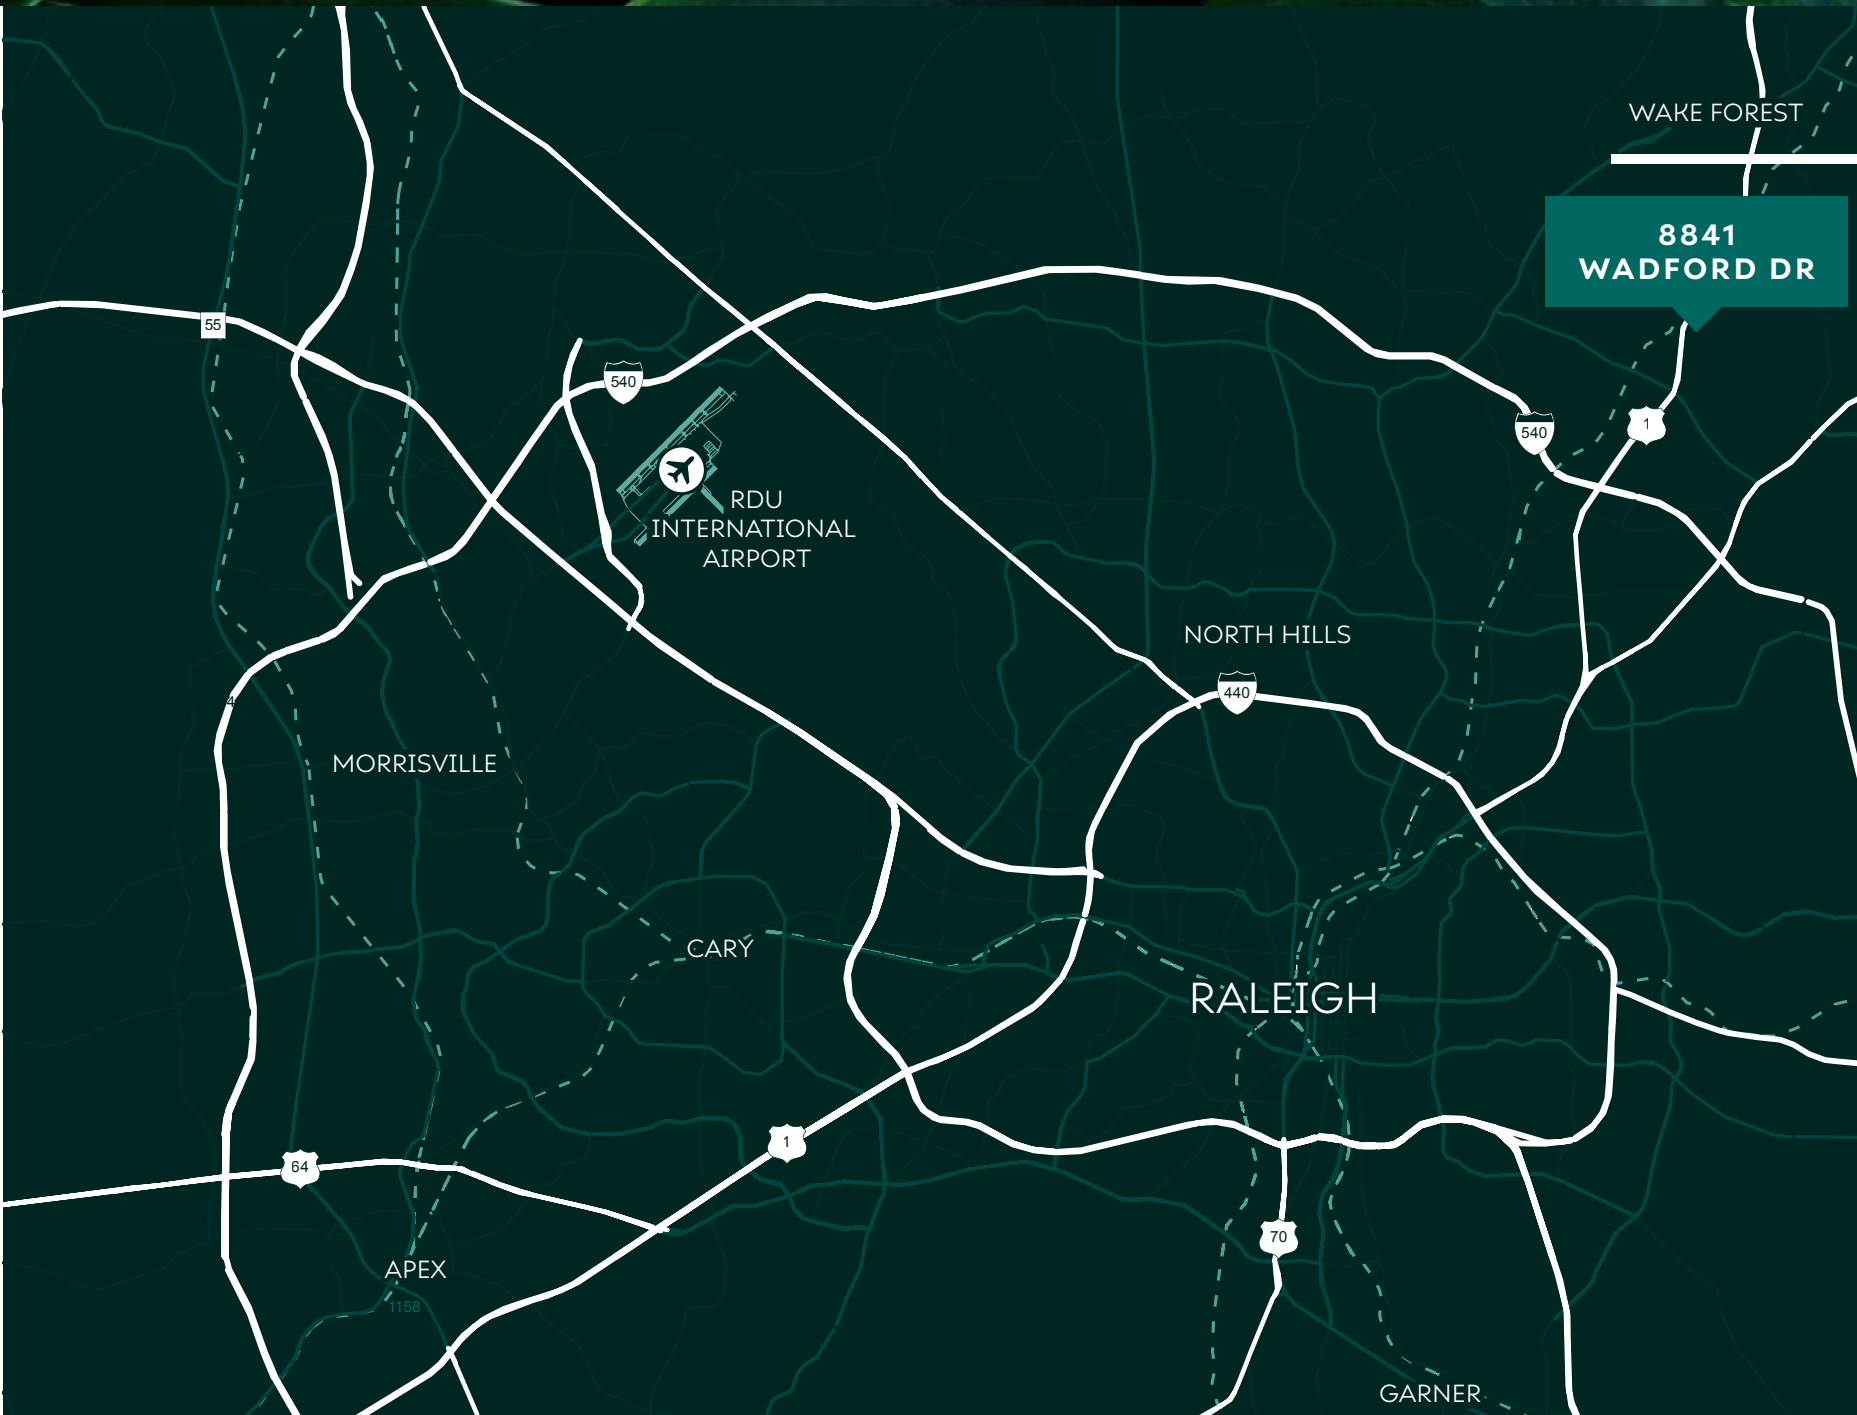 WAKE FOREST
8841
WADFORD DR
55
540
540
1
RDU
INTERNATIONAL
AIRPORT
NORTH HILLS
440
4
MORRISVILLE
CARY
RALEIGH
1
64
70
APEX
1158
GARNER